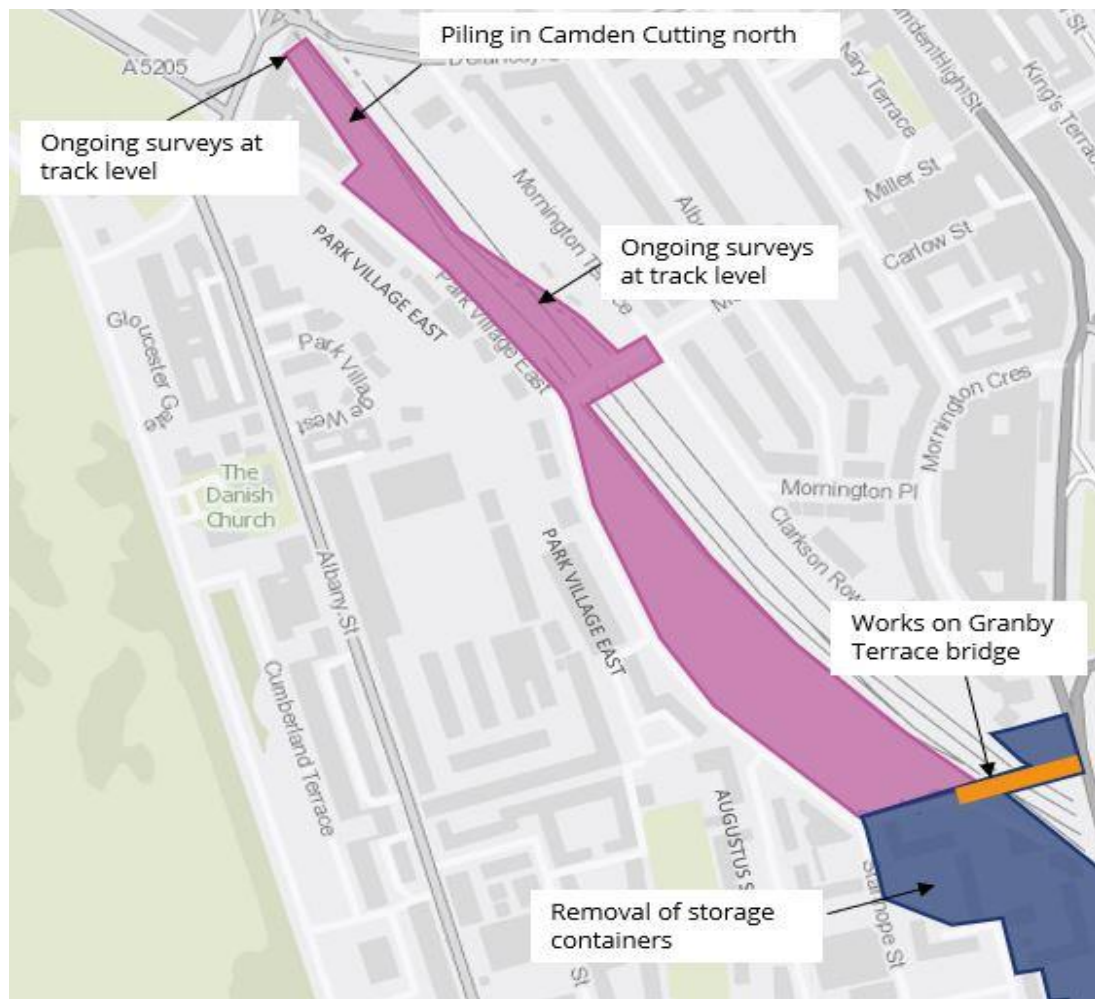 Piling in Camden Cutting north
A5205
Ongoing surveys at
track level
King's Terrace
Miller St
Mornington Terrace
Carlow St
Ongoing surveys
at track level
PARK VILLAGE EAST
Park Village East
Gloucester Gate
Park Village
West
Mornington Cres
The
Danish
Church
Mornington Pl
Clarkson Row
PARK VILLAGE EAST
Albany St
Works on Granby
Terrace bridge
Cumberland Terrace
AUGUSTUS S
Removal of storage
containers
Stanhope St
St